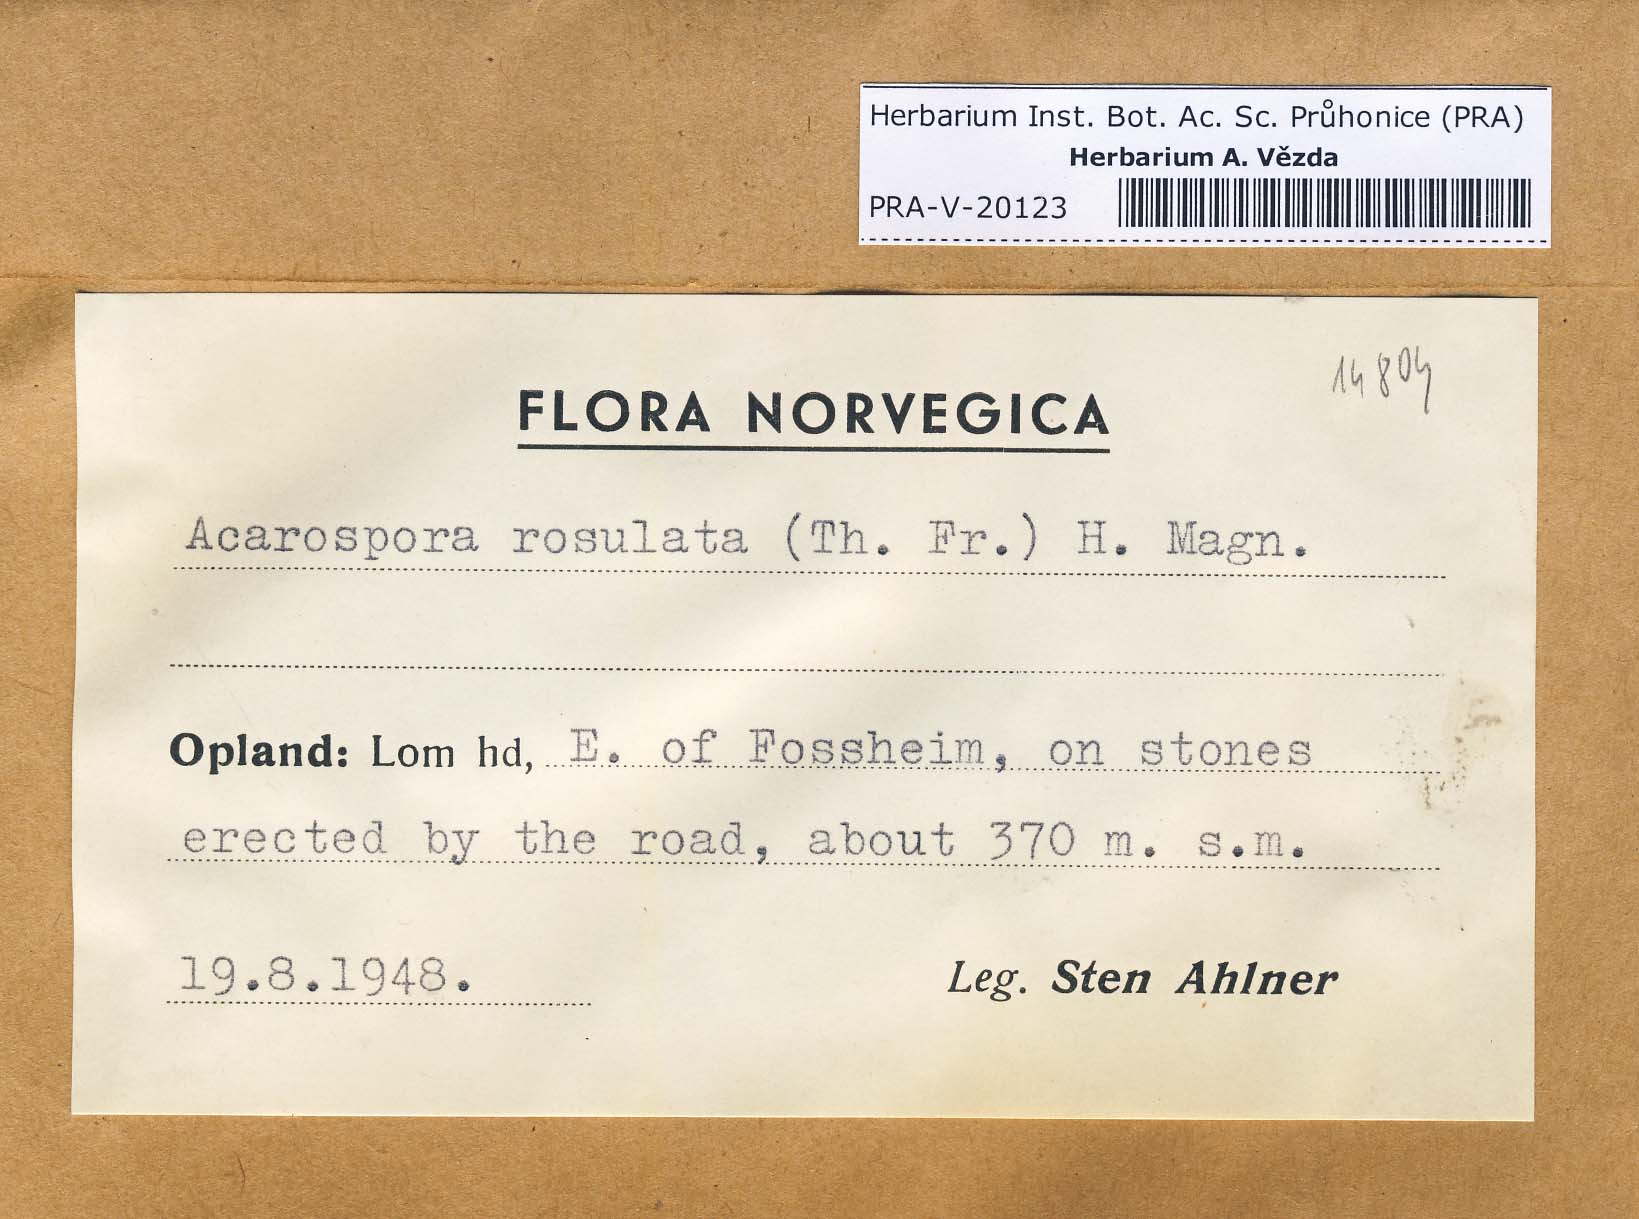 Herbarium Inst. Bot. Ac. Sc. Průhonice (PRA)
Herbarium A. Vězda
PRA-V-20123
14804
FLORA NORVEGICA
Acarospora rosulata (Th. Fr.) H. Magn.
Opland: Lom hd, E. of Fossheim, on stones
erected by the road, about 370 m. s.m.
19.8.1948.
Leg. Sten Ahlner